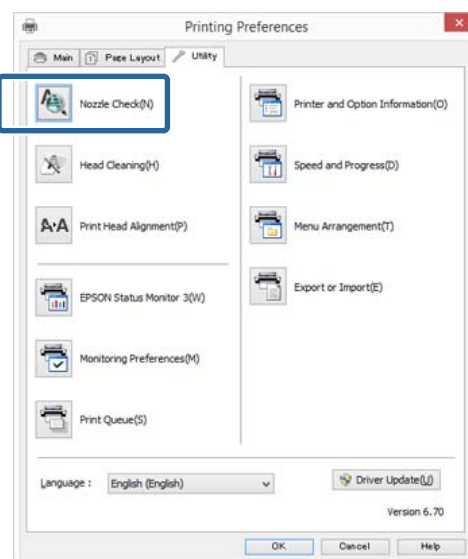 Printing Preferences
Main
Page Layout
Utility
Nozzle Check(N)
Head Cleaning(H)
Print Head Alignment(P)
EPSON Status Monitor 3(W)
Monitoring Preferences(M)
Print Queue(S)
Printer and Option Information(O)
Speed and Progress(D)
Menu Arrangement(T)
Export or Import(E)
Language : English (English)
Driver Update(U)
Version 6.70
OK Cancel Help